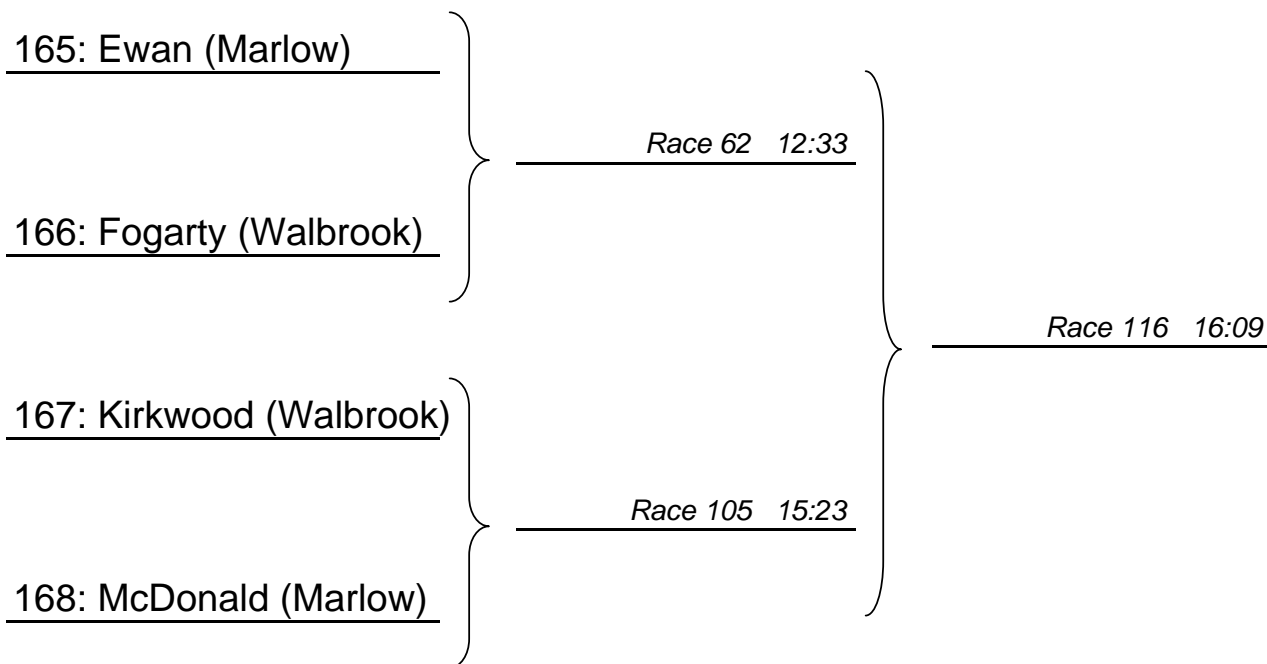 165: Ewan (Marlow)
Race 62 12:33
166: Fogarty (Walbrook)
Race 116 16:09
167: Kirkwood (Walbrook)
Race 105 15:23
168: McDonald (Marlow)